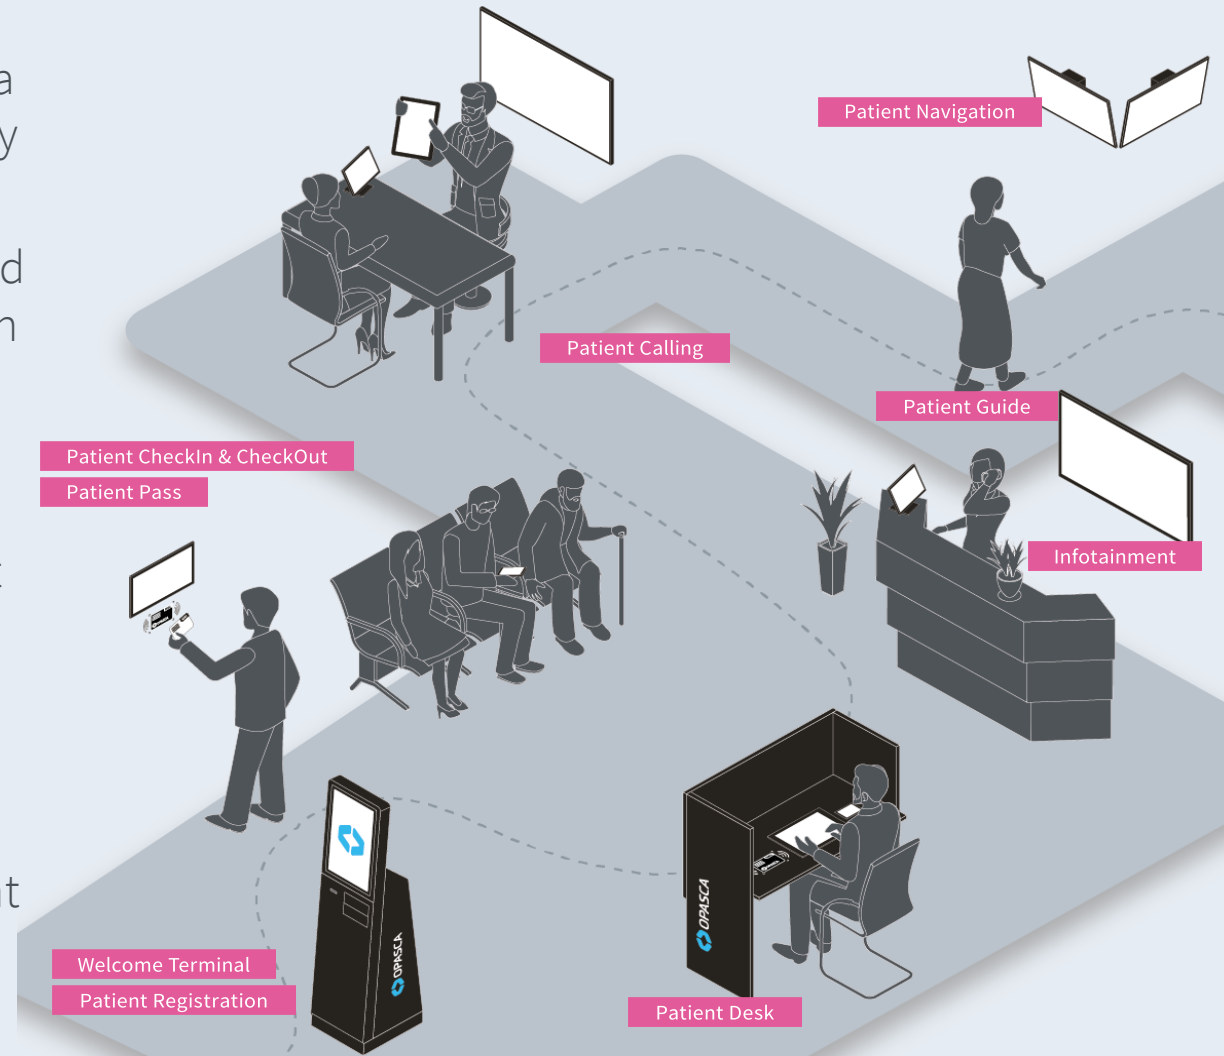 a
y
d
n
t
nt
Patient Navigation
Patient Calling
Patient Guide
Patient CheckIn & CheckOut
Patient Pass
Infotainment
OPASCA
OPASCA
Welcome Terminal
Patient Registration
Patient Desk